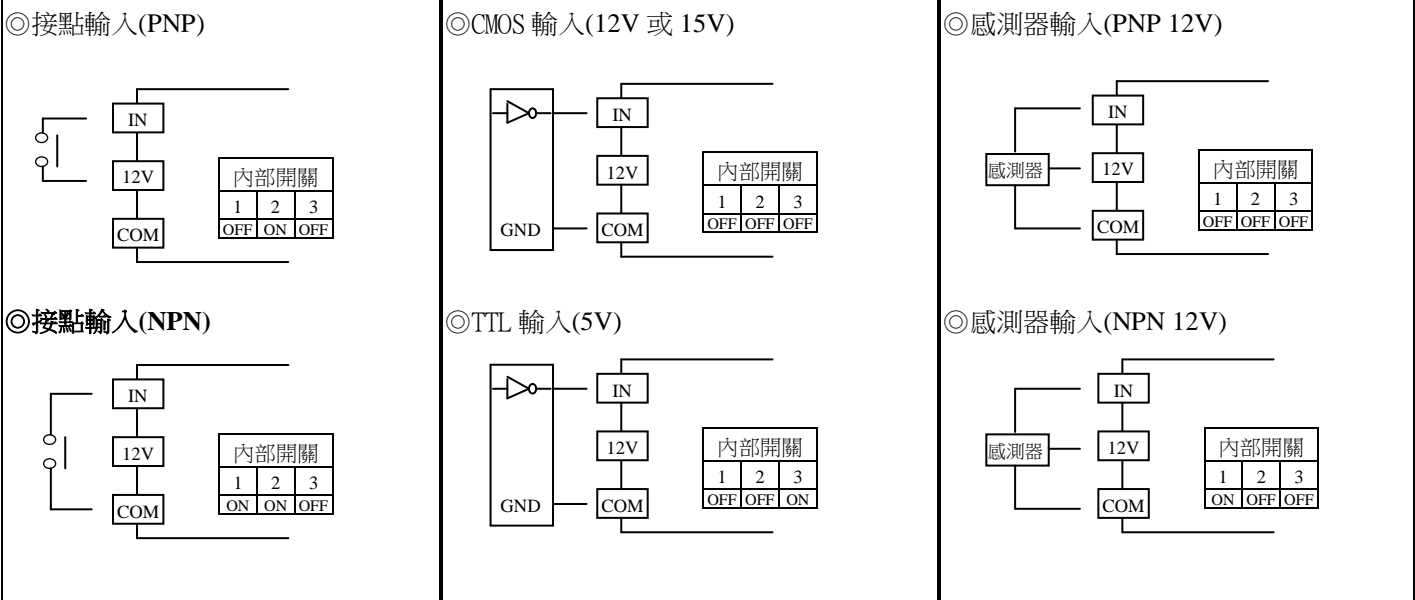 ◎接點輸入(PNP)
IN
12V
COM
內部開關
1 2 3
OFF ON OFF
◎CMOS 輸入(12V 或 15V)
IN
12V
GND COM
內部開關
1 2 3
OFF OFF OFF
◎感測器輸入(PNP 12V)
IN
感測器 12V
COM
內部開關
1 2 3
OFF OFF OFF
◎接點輸入(NPN)
IN
12V
COM
內部開關
1 2 3
ON ON OFF
◎TTL 輸入(5V)
IN
12V
GND COM
內部開關
1 2 3
OFF OFF ON
◎感測器輸入(NPN 12V)
IN
感測器 12V
COM
內部開關
1 2 3
ON OFF OFF